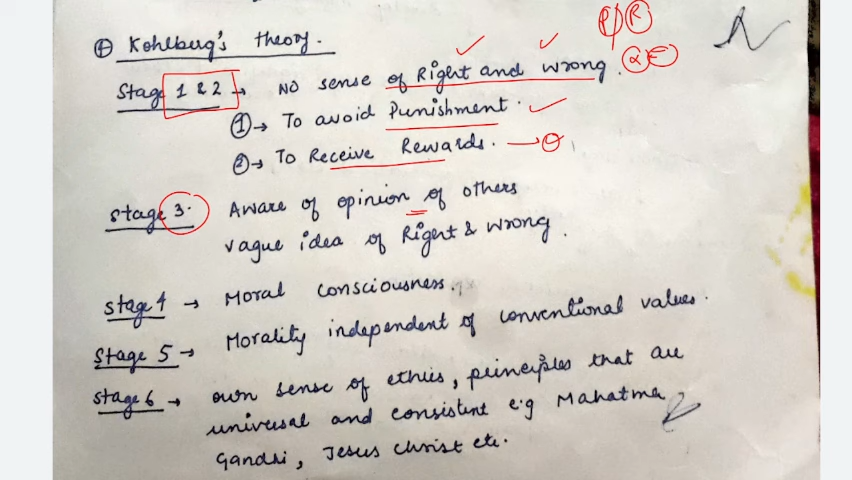 ④ Kohlberg's theory.
P/R
Stage 1 & 2 → No sense of Right and wrong.
①→ To avoid Punishment.
②→ To Receive Rewards.
Stage 3. Aware of opinion of others
vague idea of Right & wrong.
Stage 4 → Moral consciousness.
Stage 5 → Morality independent of conventional values.
Stage 6 → own sense of ethics, principles that are
universal and consistent e.g Mahatma
Gandhi, Jesus Christ etc.